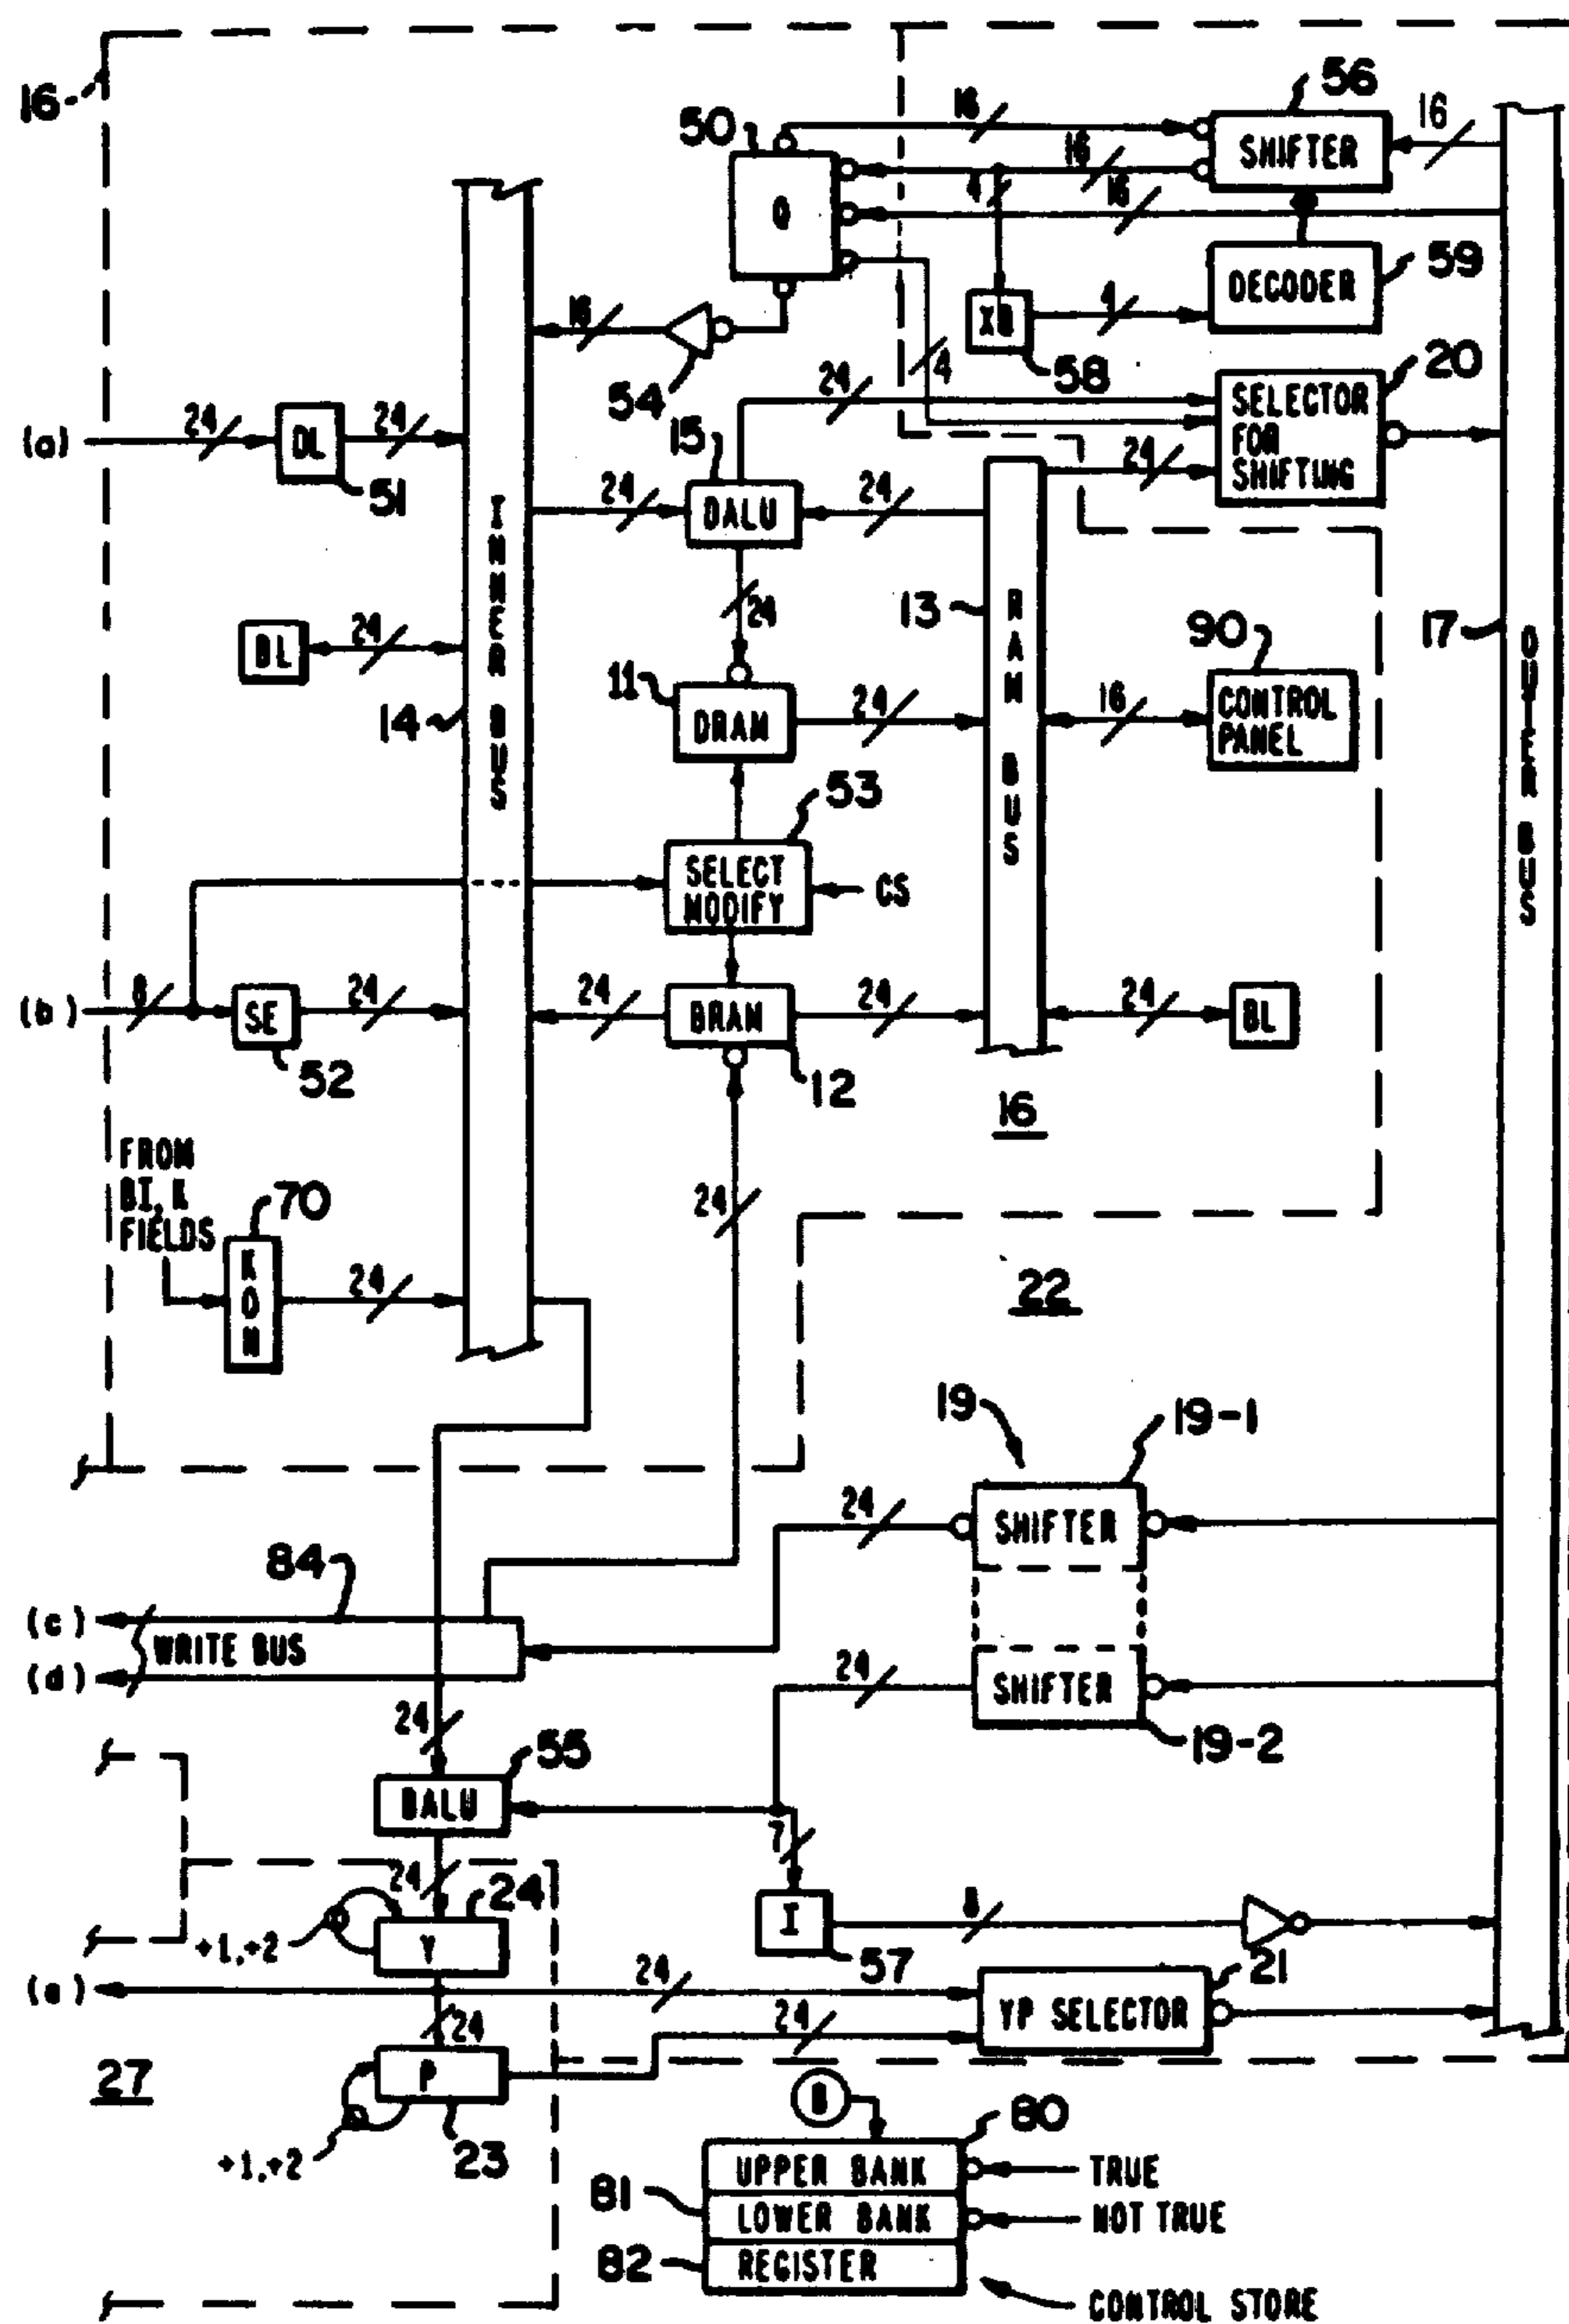 16
56
16
50
SHIFTER
16
16
4
16
Q
DECODER
59
16
4
54
58
4
20
24
SELECTOR
FOR
SHIFTING
15
(a)
24
DL
24
51
24
DALU
24
24
INNER BUS
24
RAM BUS
13
90
17
OUTER BUS
BL
24
11
14
DRAM
24
16
CONTROL
PANEL
53
SELECT
MODIFY
CS
(b)
8
SE
24
24
BRAM
24
24
BL
52
12
16
FROM
BI, K
FIELDS
70
24
KON
24
22
19
19-1
24
SHIFTER
84
(c)
WRITE BUS
(d)
24
SHIFTER
24
19-2
55
BALU
7
24
24
8
+1,+2
Y
I
57
21
(e)
24
YP SELECTOR
24
24
27
P
B
80
+1,+2
23
UPPER BANK
TRUE
81
LOWER BANK
NOT TRUE
82
REGISTER
CONTROL STORE